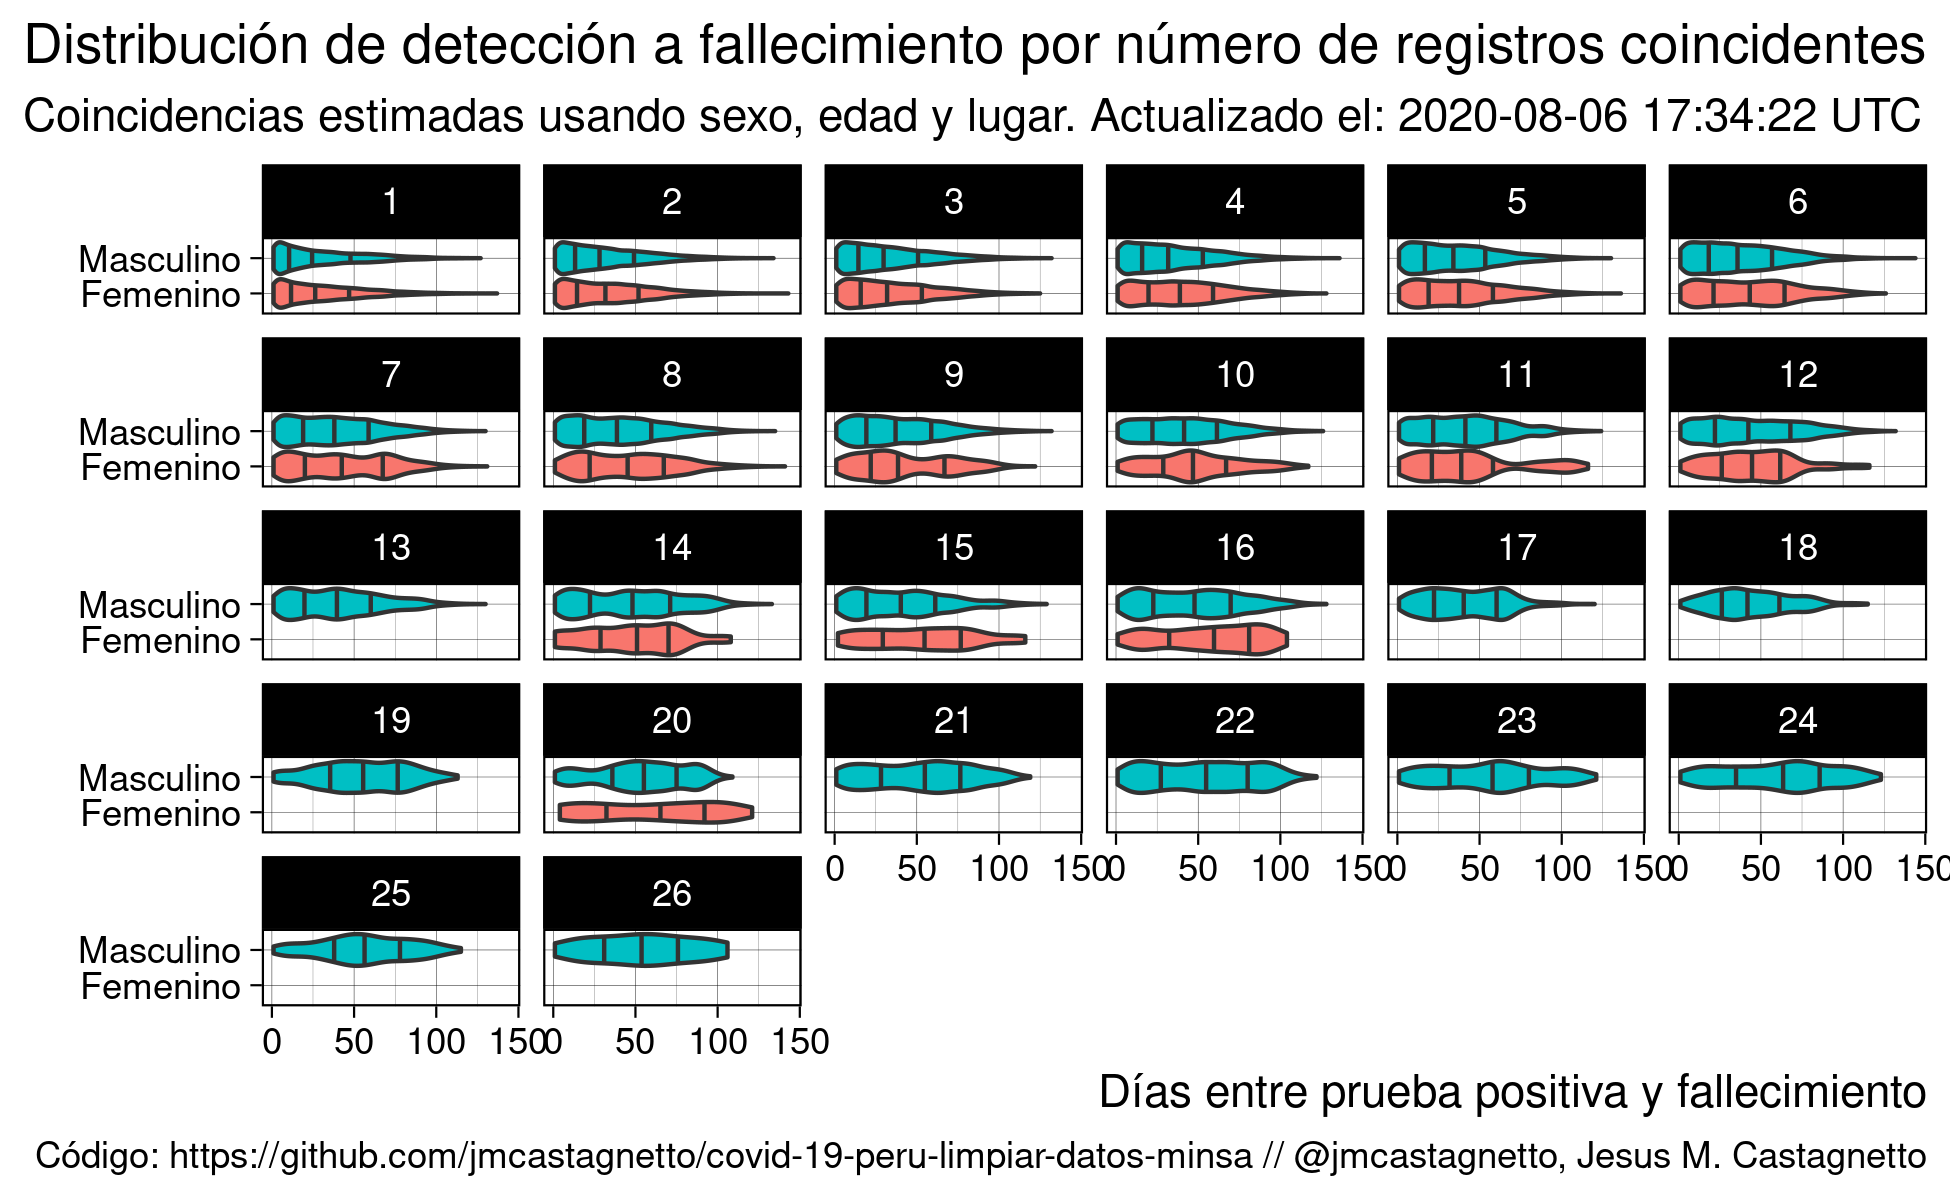 Distribución de detección a fallecimiento por número de registros coincidentes
Coincidencias estimadas usando sexo, edad y lugar. Actualizado el: 2020-08-06 17:34:22 UTC
1 2 3 4 5 6
Masculino
Femenino
7 8 9 10 11 12
Masculino
Femenino
13 14 15 16 17 18
Masculino
Femenino
19 20 21 22 23 24
Masculino
Femenino
0 50 100 150 0 50 100 150 0 50 100 150 0 50 100 150
25 26
Masculino
Femenino
0 50 100 150 0 50 100 150
Días entre prueba positiva y fallecimiento
Código: https://github.com/jmcastagnetto/covid-19-peru-limpiar-datos-minsa // @jmcastagnetto, Jesus M. Castagnetto